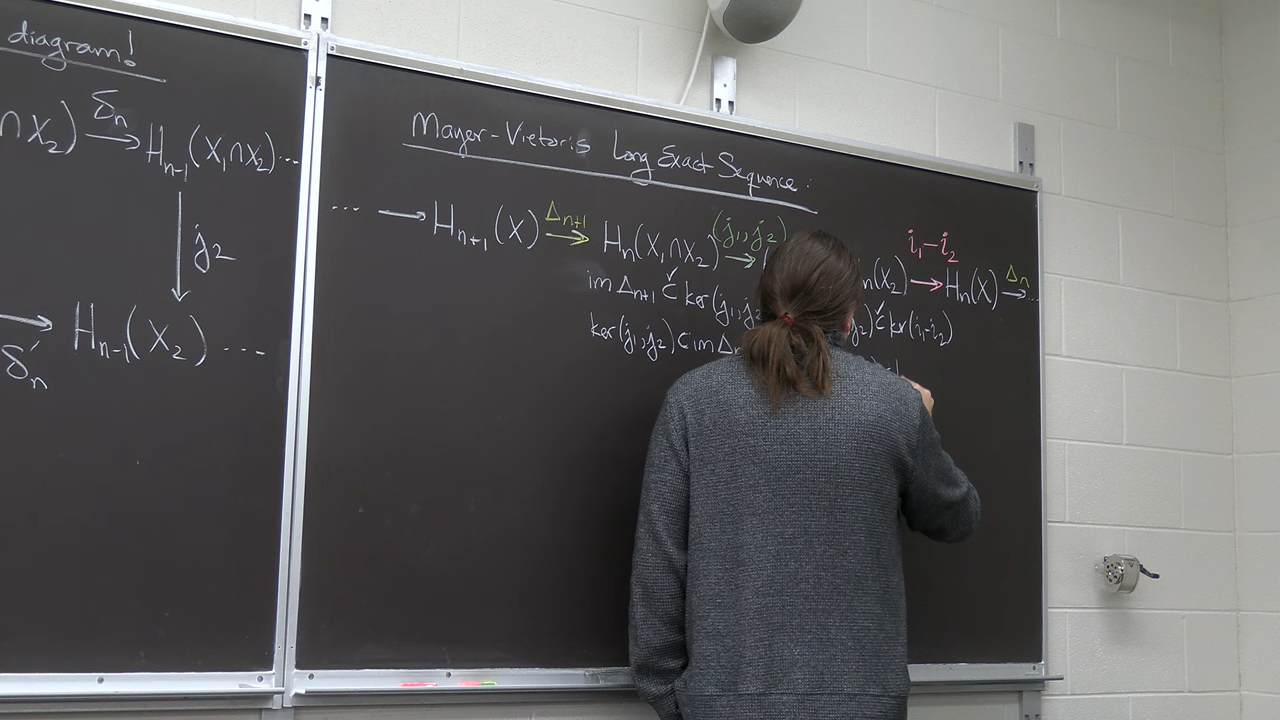 diagram!
∩X₂) →δₙ Hₙ₋₁(X₁∩X₂)...
↓ j₂
→δ'ₙ Hₙ₋₁(X₂) ...
Mayer-Vietoris Long Exact Sequence:
... → Hₙ₊₁(X) →Δₙ₊₁ Hₙ(X₁∩X₂) →(j₁,j₂) ₙ(X₂) →i₁-i₂ Hₙ(X) →Δₙ ...
im Δₙ₊₁ ⊂✓ ker(j₁,j₂ j₂) ⊂✓ ker(i₁-i₂)
ker(j₁,j₂) ⊂ im Δₙ